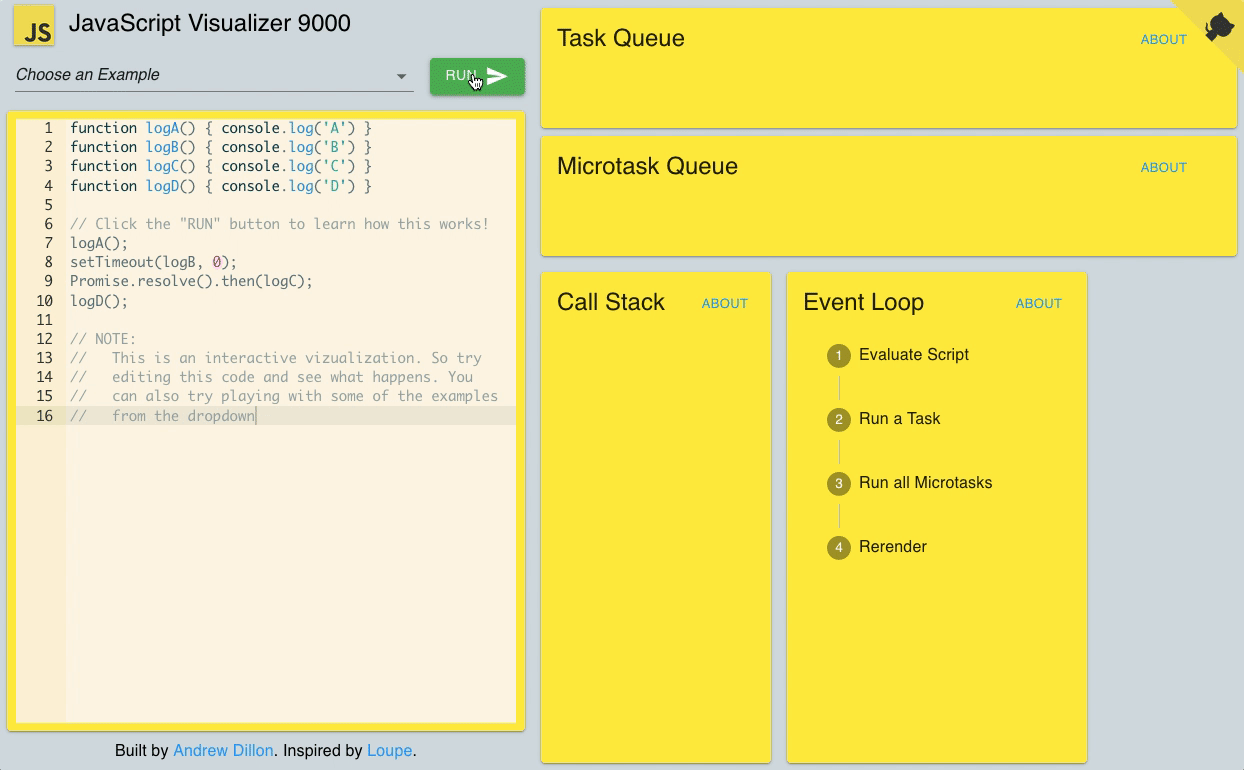 JS JavaScript Visualizer 9000
Choose an Example
RUN
1 function logA() { console.log('A') }
2 function logB() { console.log('B') }
3 function logC() { console.log('C') }
4 function logD() { console.log('D') }
5
6 // Click the "RUN" button to learn how this works!
7 logA();
8 setTimeout(logB, 0);
9 Promise.resolve().then(logC);
10 logD();
11
12 // NOTE:
13 //   This is an interactive vizualization. So try
14 //   editing this code and see what happens. You
15 //   can also try playing with some of the examples
16 //   from the dropdown
Built by Andrew Dillon. Inspired by Loupe.
Task Queue ABOUT
Microtask Queue ABOUT
Call Stack ABOUT
Event Loop ABOUT
1 Evaluate Script
2 Run a Task
3 Run all Microtasks
4 Rerender